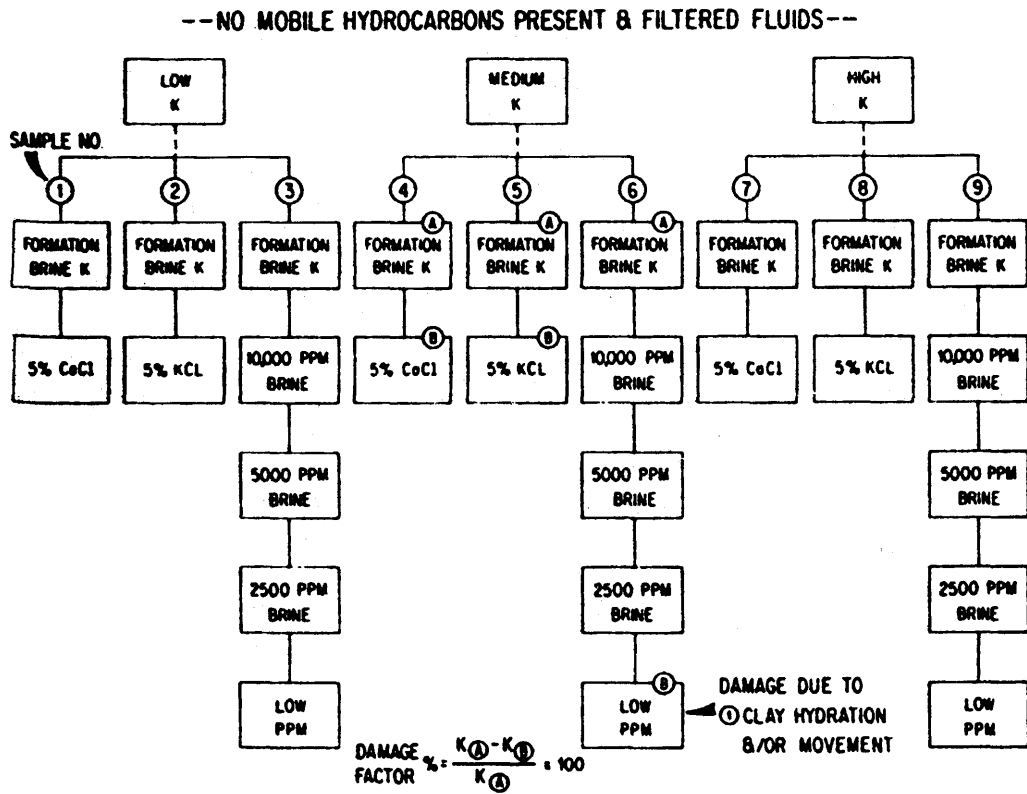 --NO MOBILE HYDROCARBONS PRESENT & FILTERED FLUIDS--
LOW
K
MEDIUM
K
HIGH
K
SAMPLE NO.
1 2 3 4 5 6 7 8 9
FORMATION
BRINE K
FORMATION
BRINE K
FORMATION
BRINE K
A
FORMATION
BRINE K
A
FORMATION
BRINE K
A
FORMATION
BRINE K
FORMATION
BRINE K
FORMATION
BRINE K
FORMATION
BRINE K
5% CaCl
5% KCL
10,000 PPM
BRINE
B
5% CaCl
B
5% KCL
10,000 PPM
BRINE
5% CaCl
5% KCL
10,000 PPM
BRINE
5000 PPM
BRINE
5000 PPM
BRINE
5000 PPM
BRINE
2500 PPM
BRINE
2500 PPM
BRINE
2500 PPM
BRINE
LOW
PPM
B
LOW
PPM
DAMAGE DUE TO
1 CLAY HYDRATION
&/OR MOVEMENT
LOW
PPM
DAMAGE
FACTOR % = (K A - K B) / K A = 100